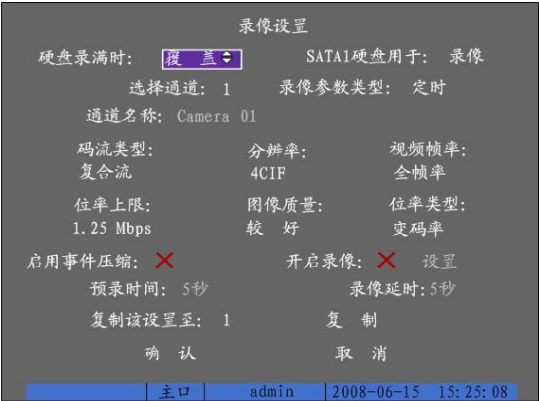 录像设置
硬盘录满时: 覆 盖 SATA1硬盘用于: 录像
选择通道: 1 录像参数类型: 定时
通道名称: Camera 01
码流类型: 分辨率: 视频帧率:
复合流 4CIF 全帧率
位率上限: 图像质量: 位率类型:
1.25 Mbps 较 好 变码率
启用事件压缩: 开启录像: 设置
预录时间: 5秒 录像延时:5秒
复制该设置至: 1 复 制
确 认 取 消
主口 admin 2008-06-15 15:25:08